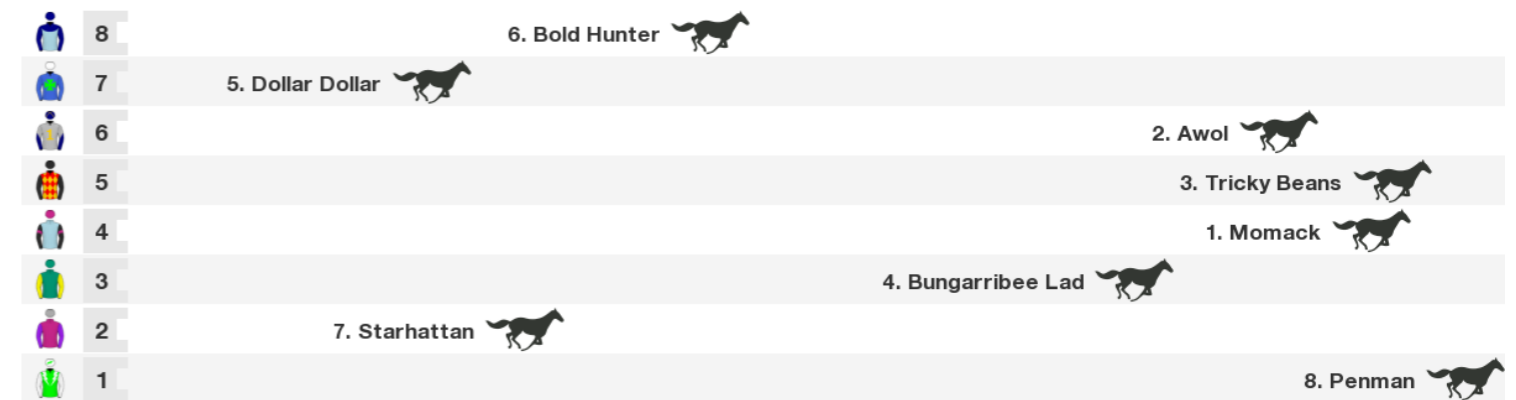 8 6. Bold Hunter
7 5. Dollar Dollar
6 2. Awol
5 3. Tricky Beans
4 1. Momack
3 4. Bungarribee Lad
2 7. Starhattan
1 8. Penman